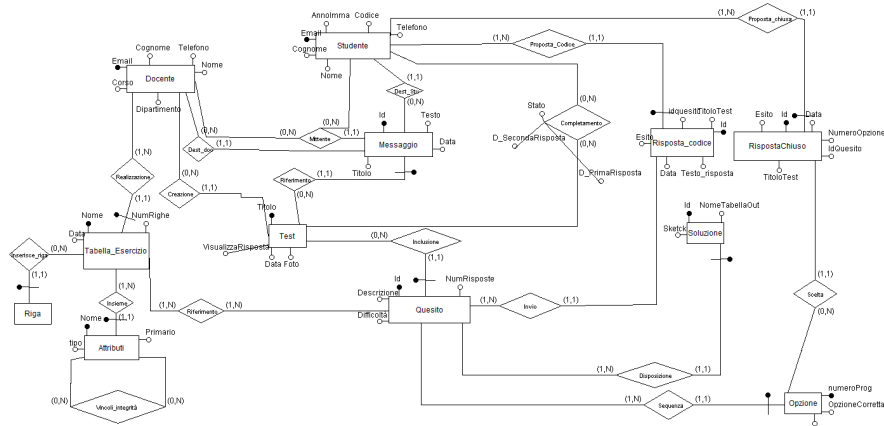 (1,N)
Proposta_chiusa
(1,1)
AnnoImma
Codice
Telefono
Email
Studente
Cognome
Nome
(1,N)
Proposta_Codice
(1,1)
Cognome
Telefono
Email
Nome
Docente
Corso
Dipartimento
(1,1)
Dest_Stu
(0,N)
(0,N)
Stato
Completamento
(0,N)
D_SecondaRisposta
D_PrimaRisposta
Id
Testo
(0,N)
(0,N)
Mittente
(1,1)
Messaggio
Data
Titolo
(0,N)
(1,1)
Idquesito
TitoloTest
Id
Esito
Risposta_codice
Data
Testo_risposta
Esito
Id
Data
NumeroOpzione
RispostaChiuso
IdQuesito
TitoloTest
(1,N)
Realizzazione
(1,1)
(0,N)
Creazione
(1,1)
Riferimento
(1,1)
(0,N)
Titolo
Test
VisualizzaRisposta
Data
Foto
Id
NomeTabellaOut
Sketck
Soluzione
Nome
NumRighe
Data
Tabella_Esercizio
Inserisce_riga
(0,N)
(1,1)
Riga
(0,N)
Inclusione
(1,1)
Id
NumRisposte
Descrizione
Quesito
Difficoltà
(1,N)
Invio
(1,1)
(1,N)
Riferimento
(1,N)
(1,N)
Insieme
(1,1)
Nome
Primario
tipo
Attributi
(0,N)
Vincoli_integrità
(0,N)
(1,1)
Scelta
(0,N)
(1,N)
Disposizione
(1,1)
(1,N)
Sequenza
(1,1)
numeroProg
Opzione
OpzioneCorretta